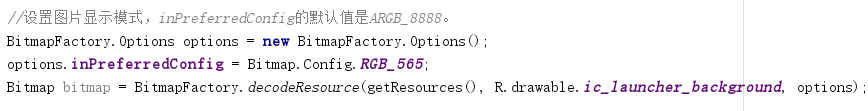 //设置图片显示模式，inPreferredConfig的默认值是ARGB_8888。
BitmapFactory.Options options = new BitmapFactory.Options();
options.inPreferredConfig = Bitmap.Config.RGB_565;
Bitmap bitmap = BitmapFactory.decodeResource(getResources(), R.drawable.ic_launcher_background, options);